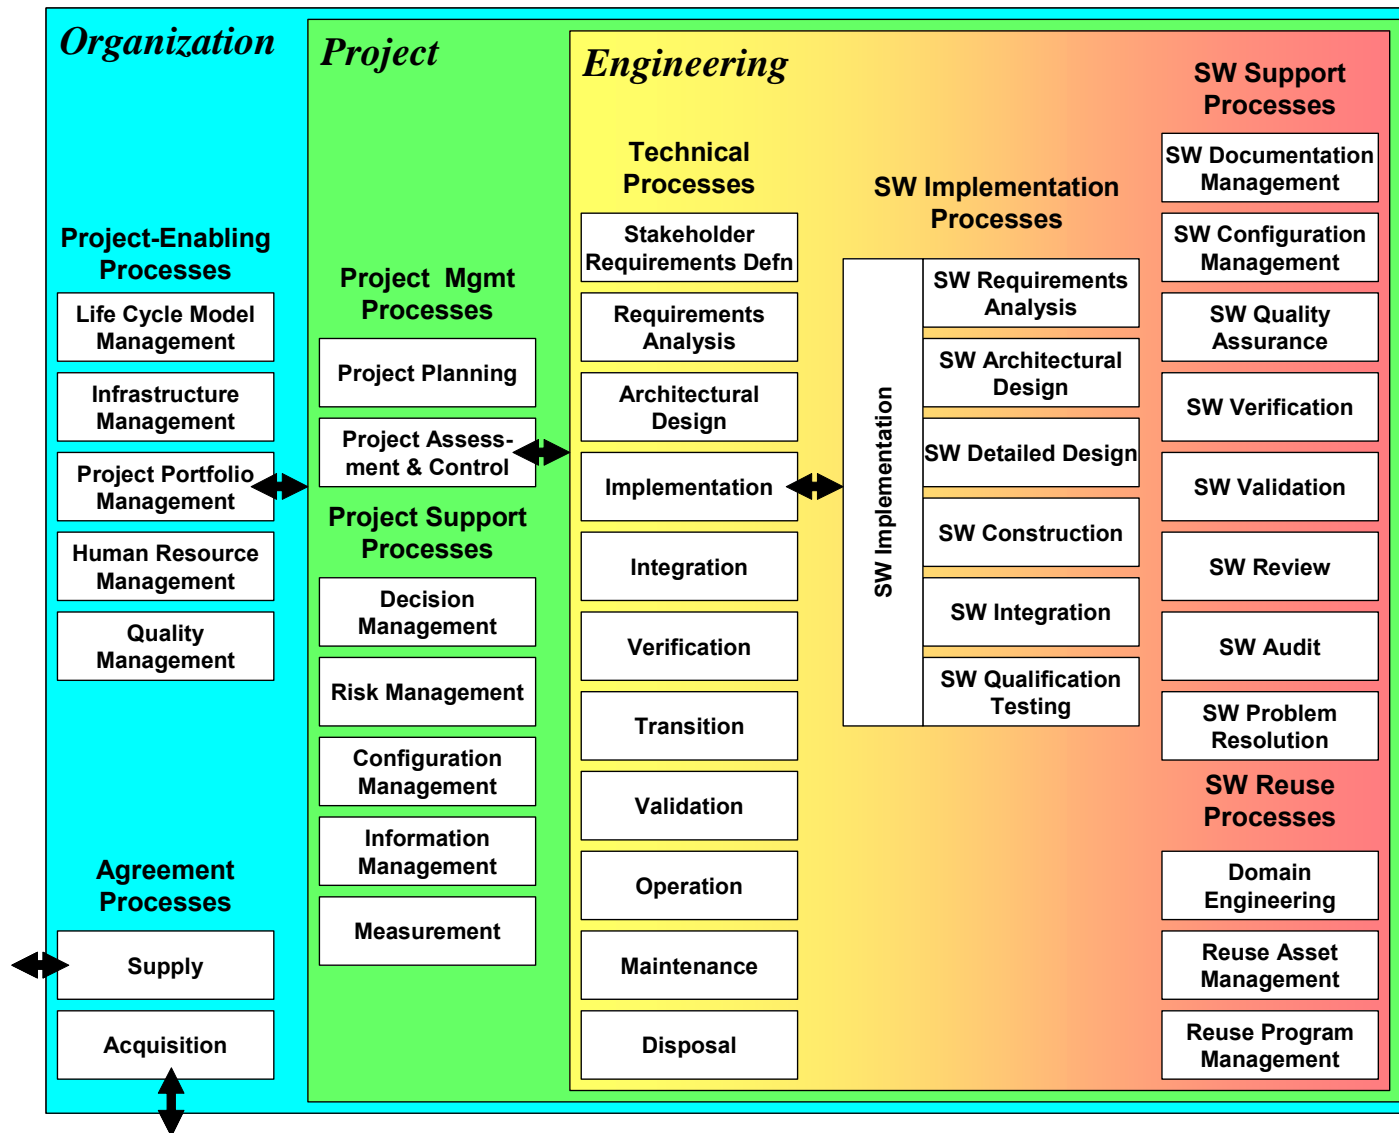 Organization
Project-Enabling
Processes
Life Cycle Model
Management
Infrastructure
Management
Project Portfolio
Management
Human Resource
Management
Quality
Management
Agreement
Processes
Supply
Acquisition
Project
Project Mgmt
Processes
Project Planning
Project Assess-
ment & Control
Project Support
Processes
Decision
Management
Risk Management
Configuration
Management
Information
Management
Measurement
Engineering
Technical
Processes
Stakeholder
Requirements Defn
Requirements
Analysis
Architectural
Design
Implementation
Integration
Verification
Transition
Validation
Operation
Maintenance
Disposal
SW Implementation
Processes
SW Implementation
SW Requirements
Analysis
SW Architectural
Design
SW Detailed Design
SW Construction
SW Integration
SW Qualification
Testing
SW Support
Processes
SW Documentation
Management
SW Configuration
Management
SW Quality
Assurance
SW Verification
SW Validation
SW Review
SW Audit
SW Problem
Resolution
SW Reuse
Processes
Domain
Engineering
Reuse Asset
Management
Reuse Program
Management